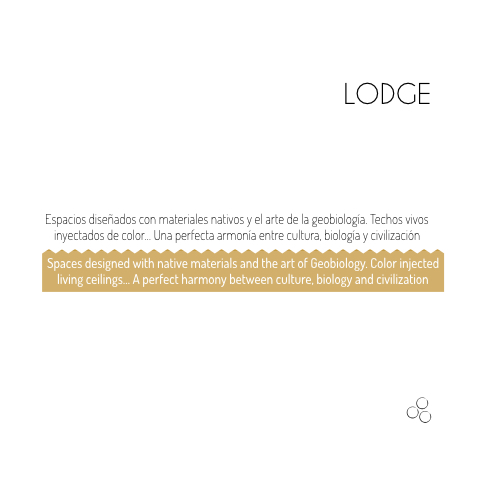 LODGE
Espacios diseñados con materiales nativos y el arte de la geobiología. Techos vivos
inyectados de color... Una perfecta armonía entre cultura, biología y civilización
Spaces designed with native materials and the art of Geobiology. Color injected
living ceilings... A perfect harmony between culture, biology and civilization